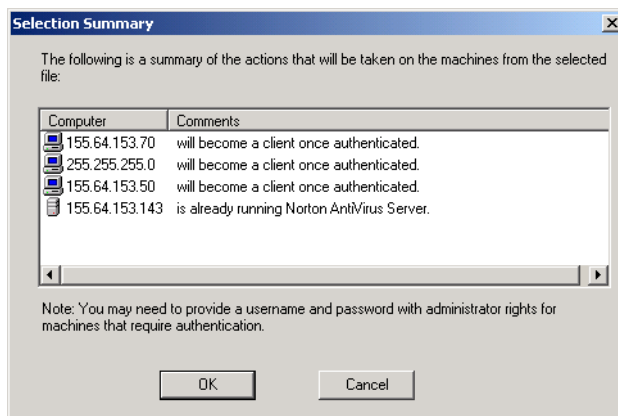 Selection Summary
The following is a summary of the actions that will be taken on the machines from the selected
file:
Computer Comments
155.64.153.70 will become a client once authenticated.
255.255.255.0 will become a client once authenticated.
155.64.153.50 will become a client once authenticated.
155.64.153.143 is already running Norton AntiVirus Server.
Note: You may need to provide a username and password with administrator rights for
machines that require authentication.
OK Cancel